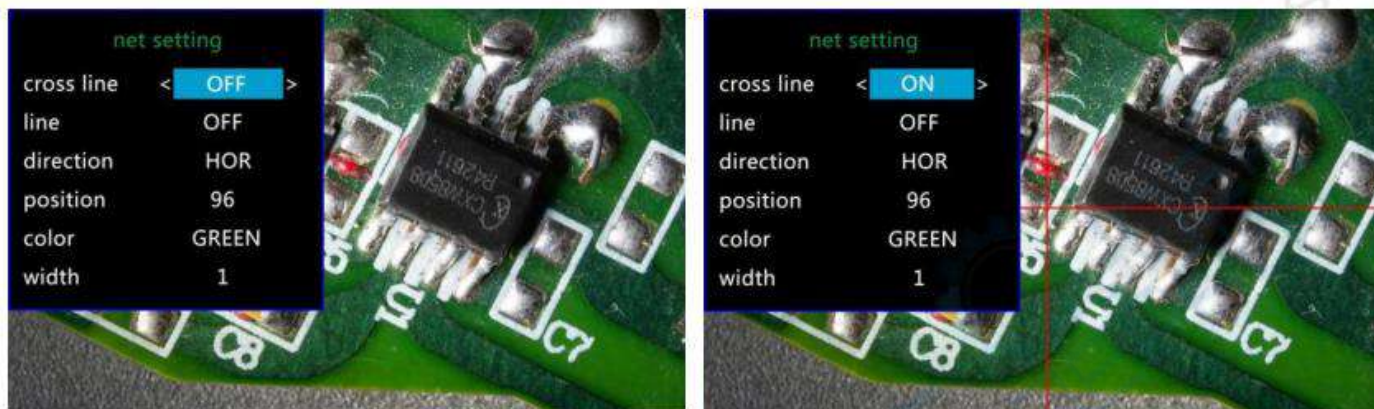 net setting
cross line < OFF >
line OFF
direction HOR
position 96
color GREEN
width 1
U1
C8
C7
net setting
cross line < ON >
line OFF
direction HOR
position 96
color GREEN
width 1
U1
C8
C7